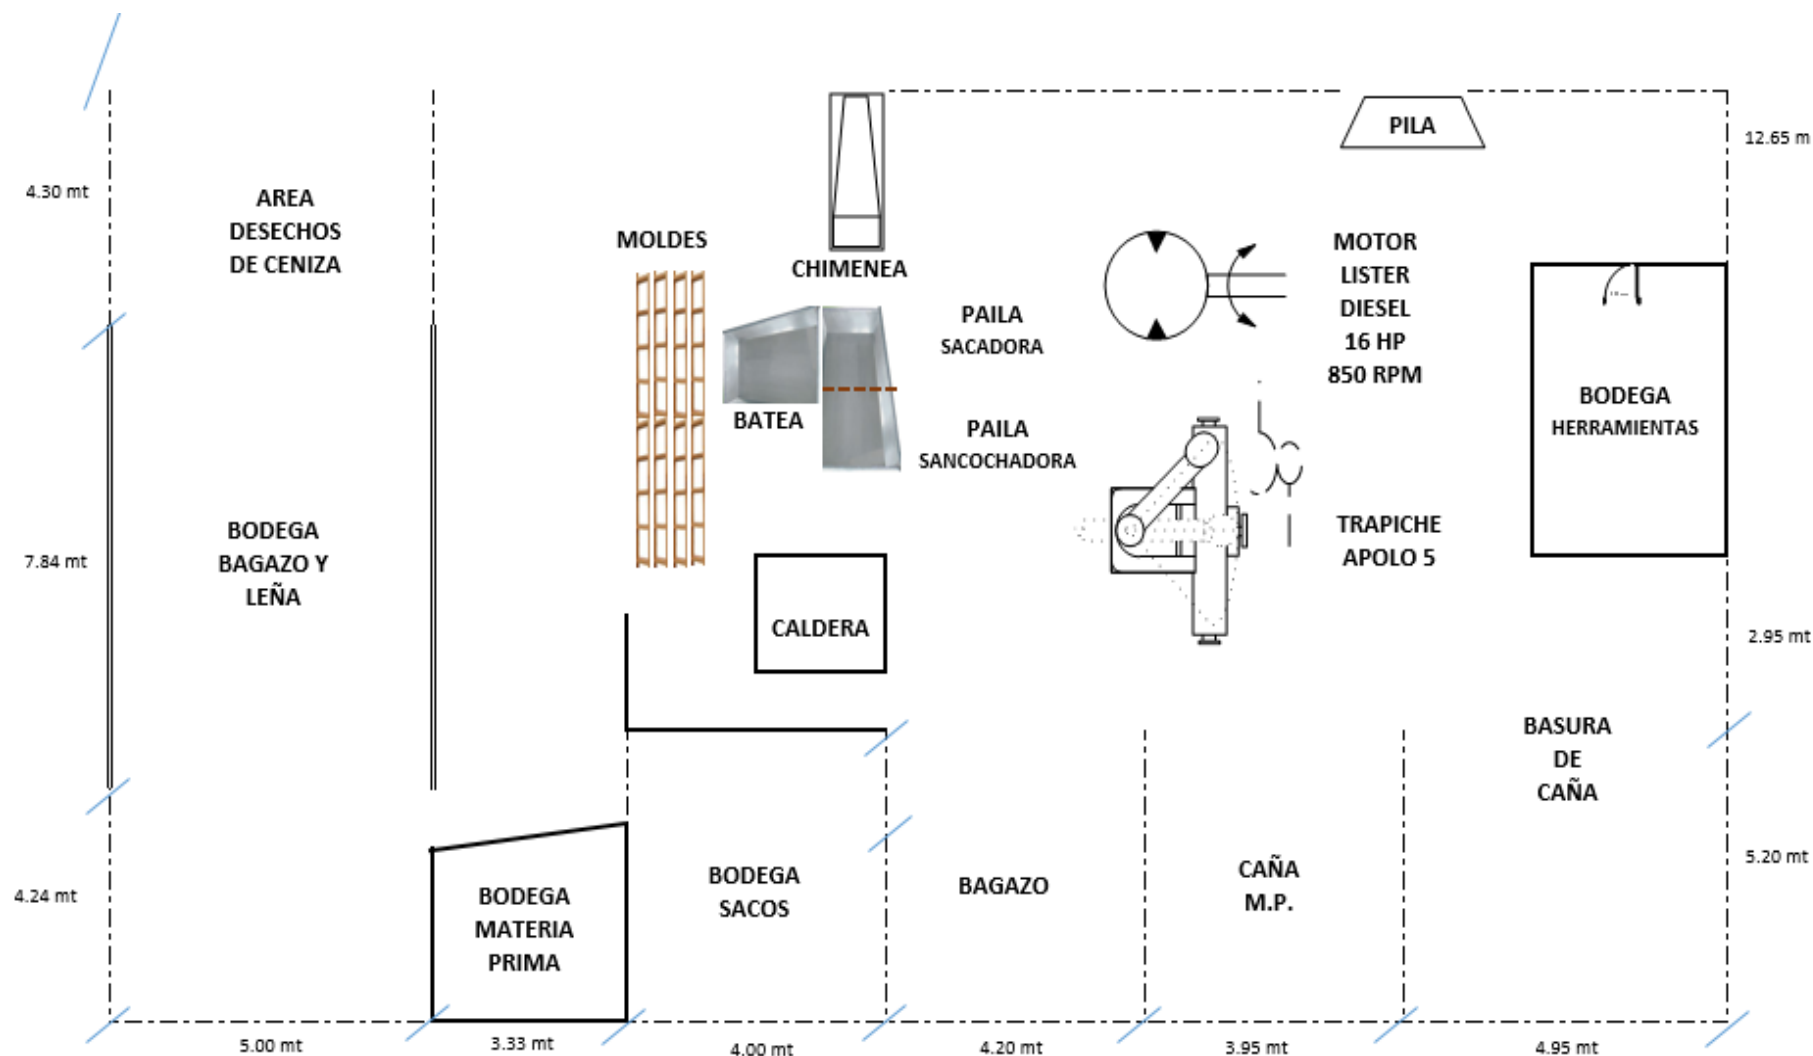 PILA
12.65 m
4.30 mt
AREA
DESECHOS
DE CENIZA
MOLDES
CHIMENEA
MOTOR
LISTER
DIESEL
16 HP
850 RPM
PAILA
SACADORA
BATEA
PAILA
SANCOCHADORA
BODEGA
HERRAMIENTAS
BODEGA
BAGAZO Y
LEÑA
7.84 mt
TRAPICHE
APOLO 5
CALDERA
2.95 mt
BASURA
DE
CAÑA
4.24 mt
BODEGA
MATERIA
PRIMA
BODEGA
SACOS
BAGAZO
CAÑA
M.P.
5.20 mt
5.00 mt
3.33 mt
4.00 mt
4.20 mt
3.95 mt
4.95 mt